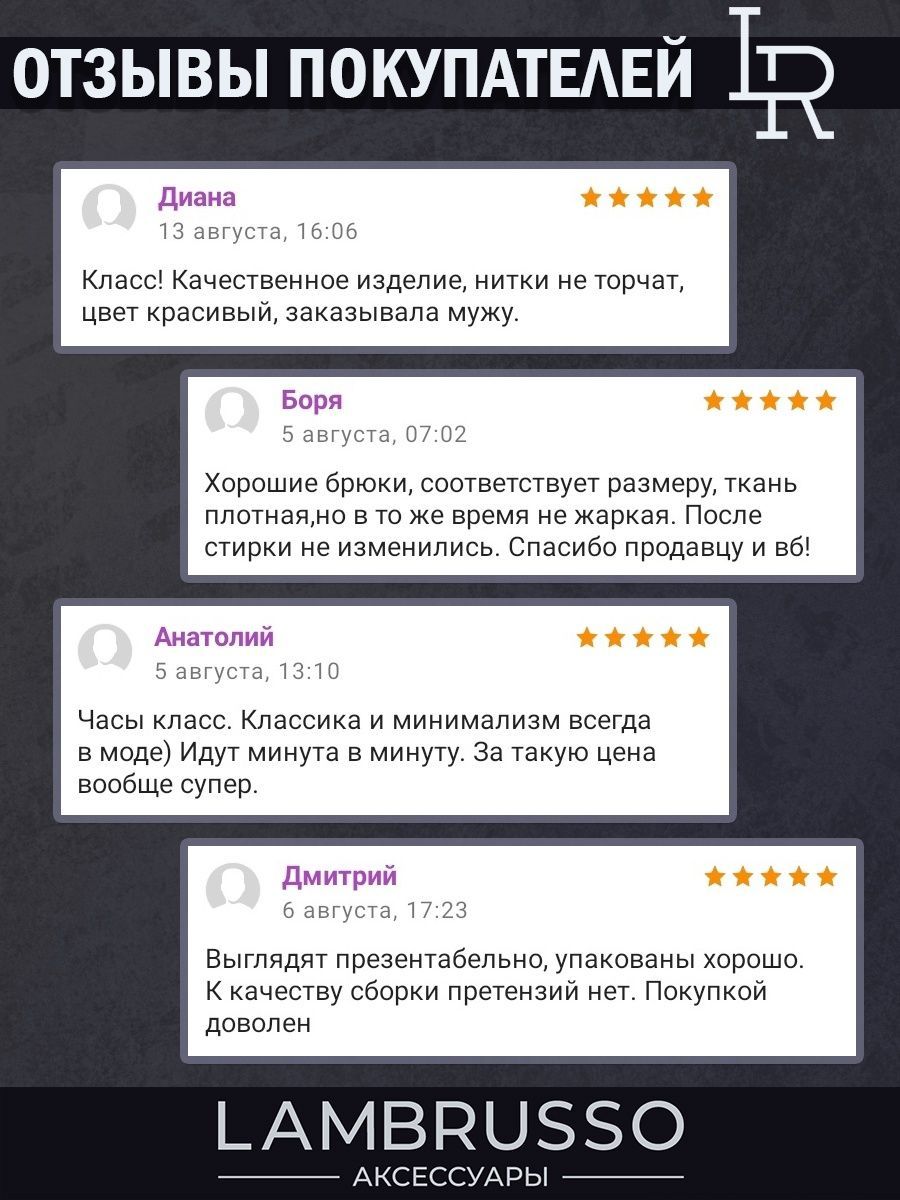 ОТЗЫВЫ ПОКУПАТЕЛЕЙ
LR
Диана
13 августа, 16:06
Класс! Качественное изделие, нитки не торчат,
цвет красивый, заказывала мужу.
Боря
5 августа, 07:02
Хорошие брюки, соответствует размеру, ткань
плотная,но в то же время не жаркая. После
стирки не изменились. Спасибо продавцу и вб!
Анатолий
5 августа, 13:10
Часы класс. Классика и минимализм всегда
в моде) Идут минута в минуту. За такую цена
вообще супер.
Дмитрий
6 августа, 17:23
Выглядят презентабельно, упакованы хорошо.
К качеству сборки претензий нет. Покупкой
доволен
LAMBRUSSO
АКСЕССУАРЫ